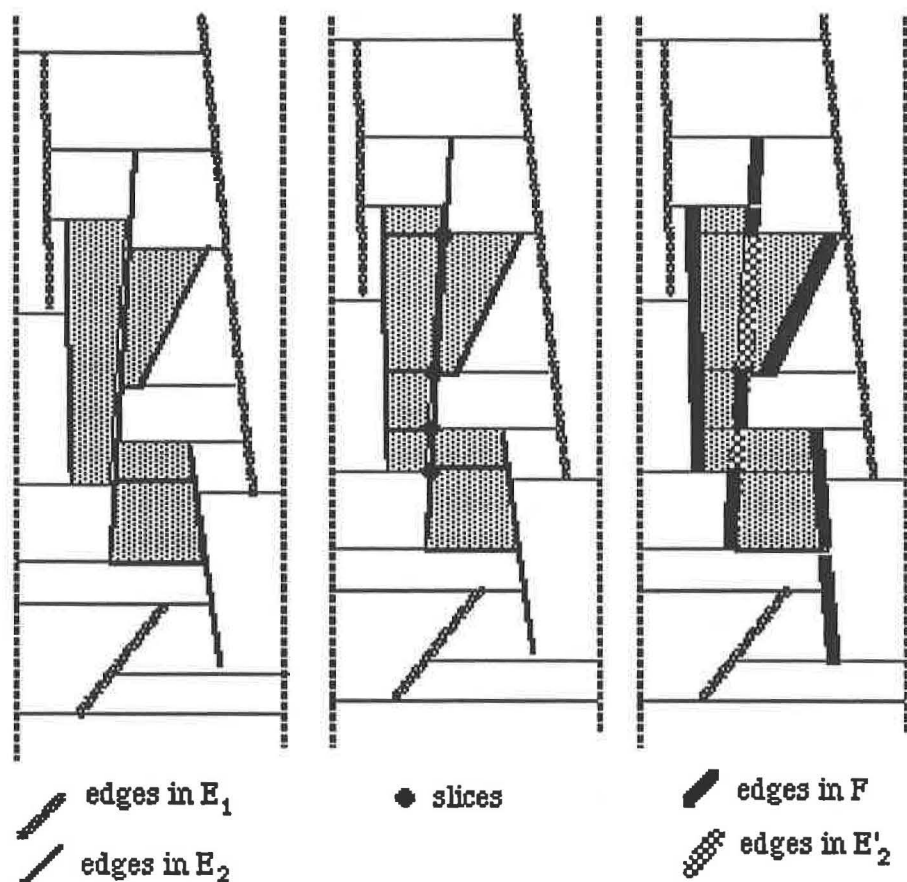 edges in E₁
edges in E₂
slices
edges in F
edges in E'₂